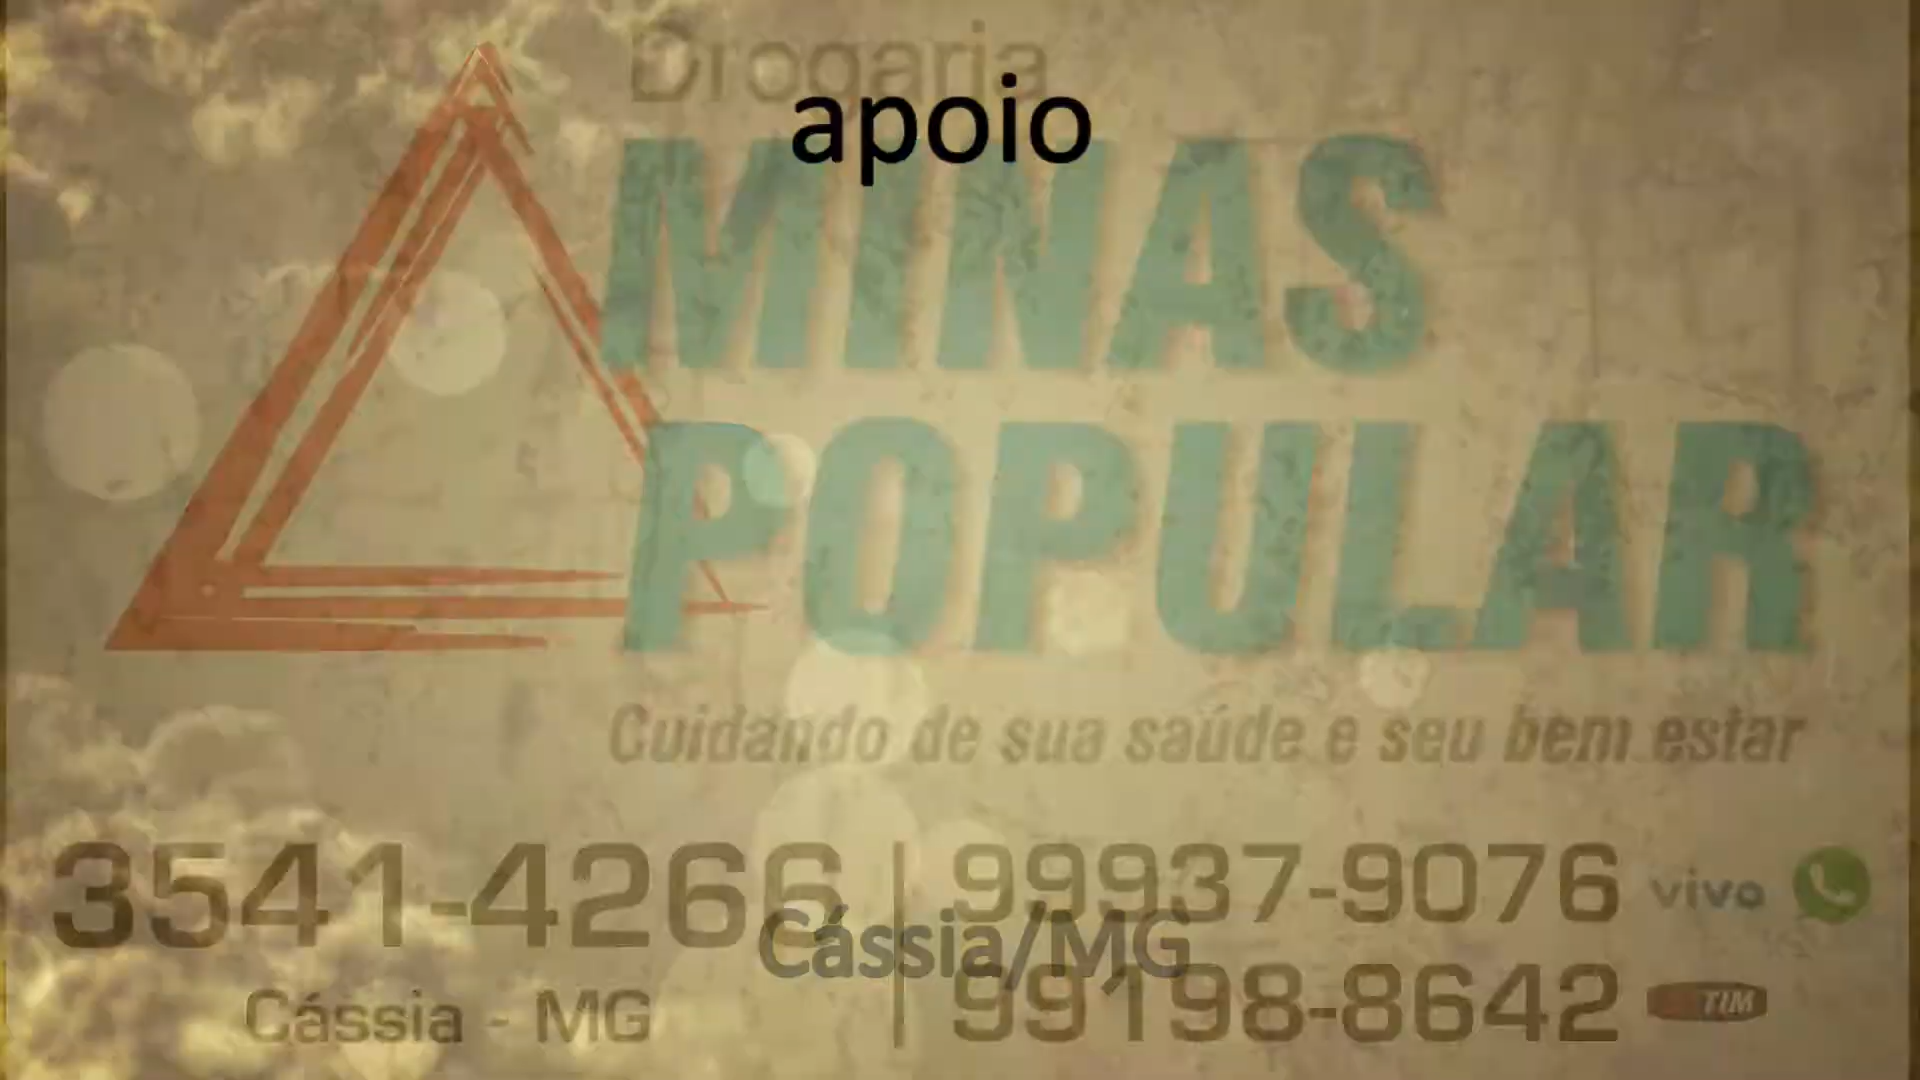 Drogaria
apoio
MINAS
POPULAR
Cuidando de sua saúde e seu bem estar
3541-4266
99937-9076 vivo
Cássia/MG
Cássia - MG
99198-8642 TIM